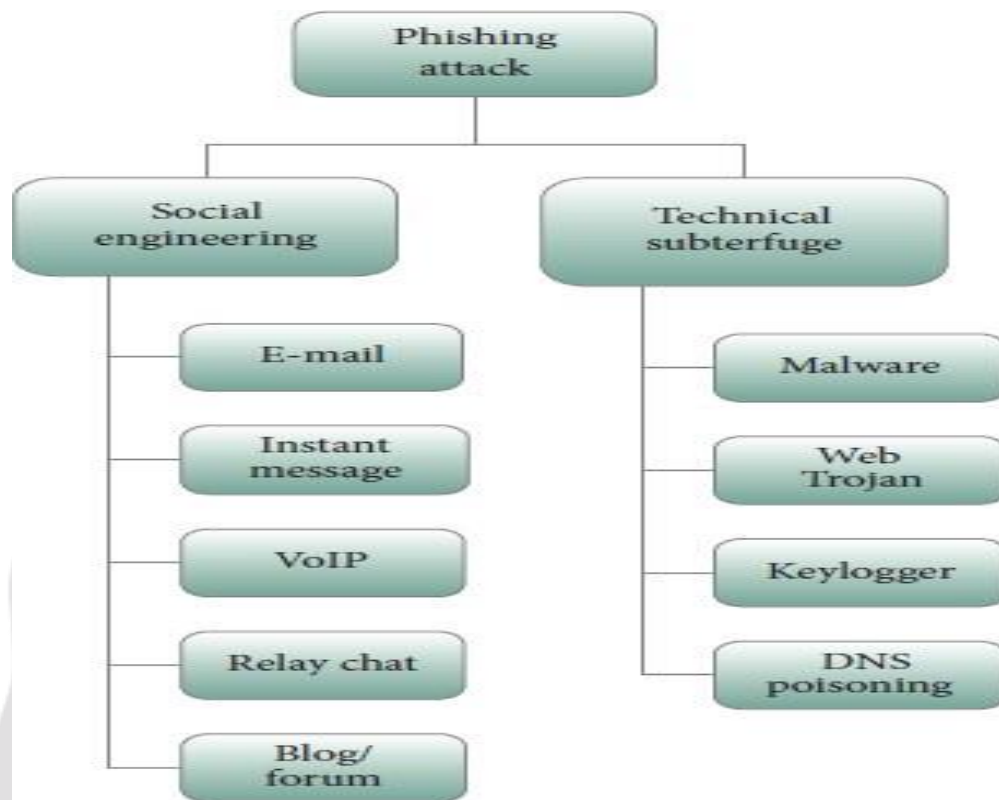 Phishing
attack
Social
engineering
Technical
subterfuge
E-mail
Instant
message
VoIP
Relay chat
Blog/
forum
Malware
Web
Trojan
Keylogger
DNS
poisoning